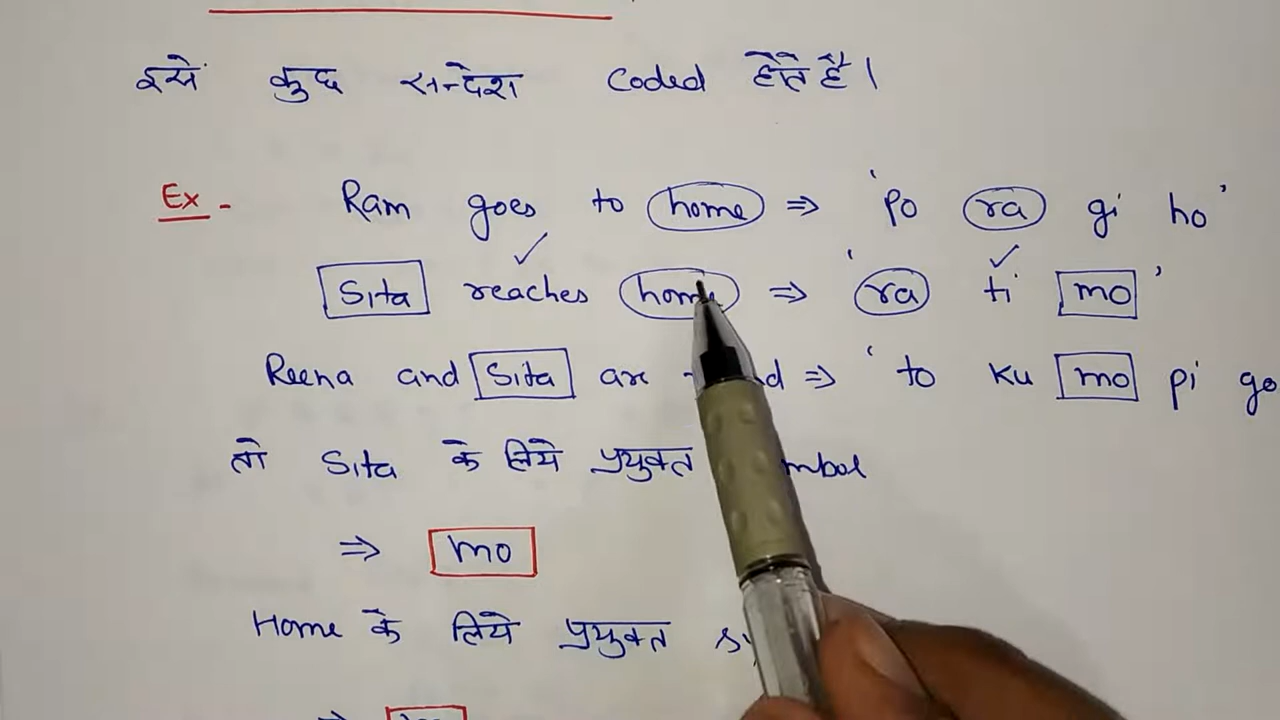 इसे कुछ सन्देश Coded होते है।
Ex - Ram goes to home ⇒ 'Po ra gi ho'
Sita reaches home ⇒ 'ra ti mo'
Reena and Sita are ⇒ 'to Ku mo pi go
तो Sita के लिये प्रयुक्त
⇒ mo
Home के लिये प्रयुक्त